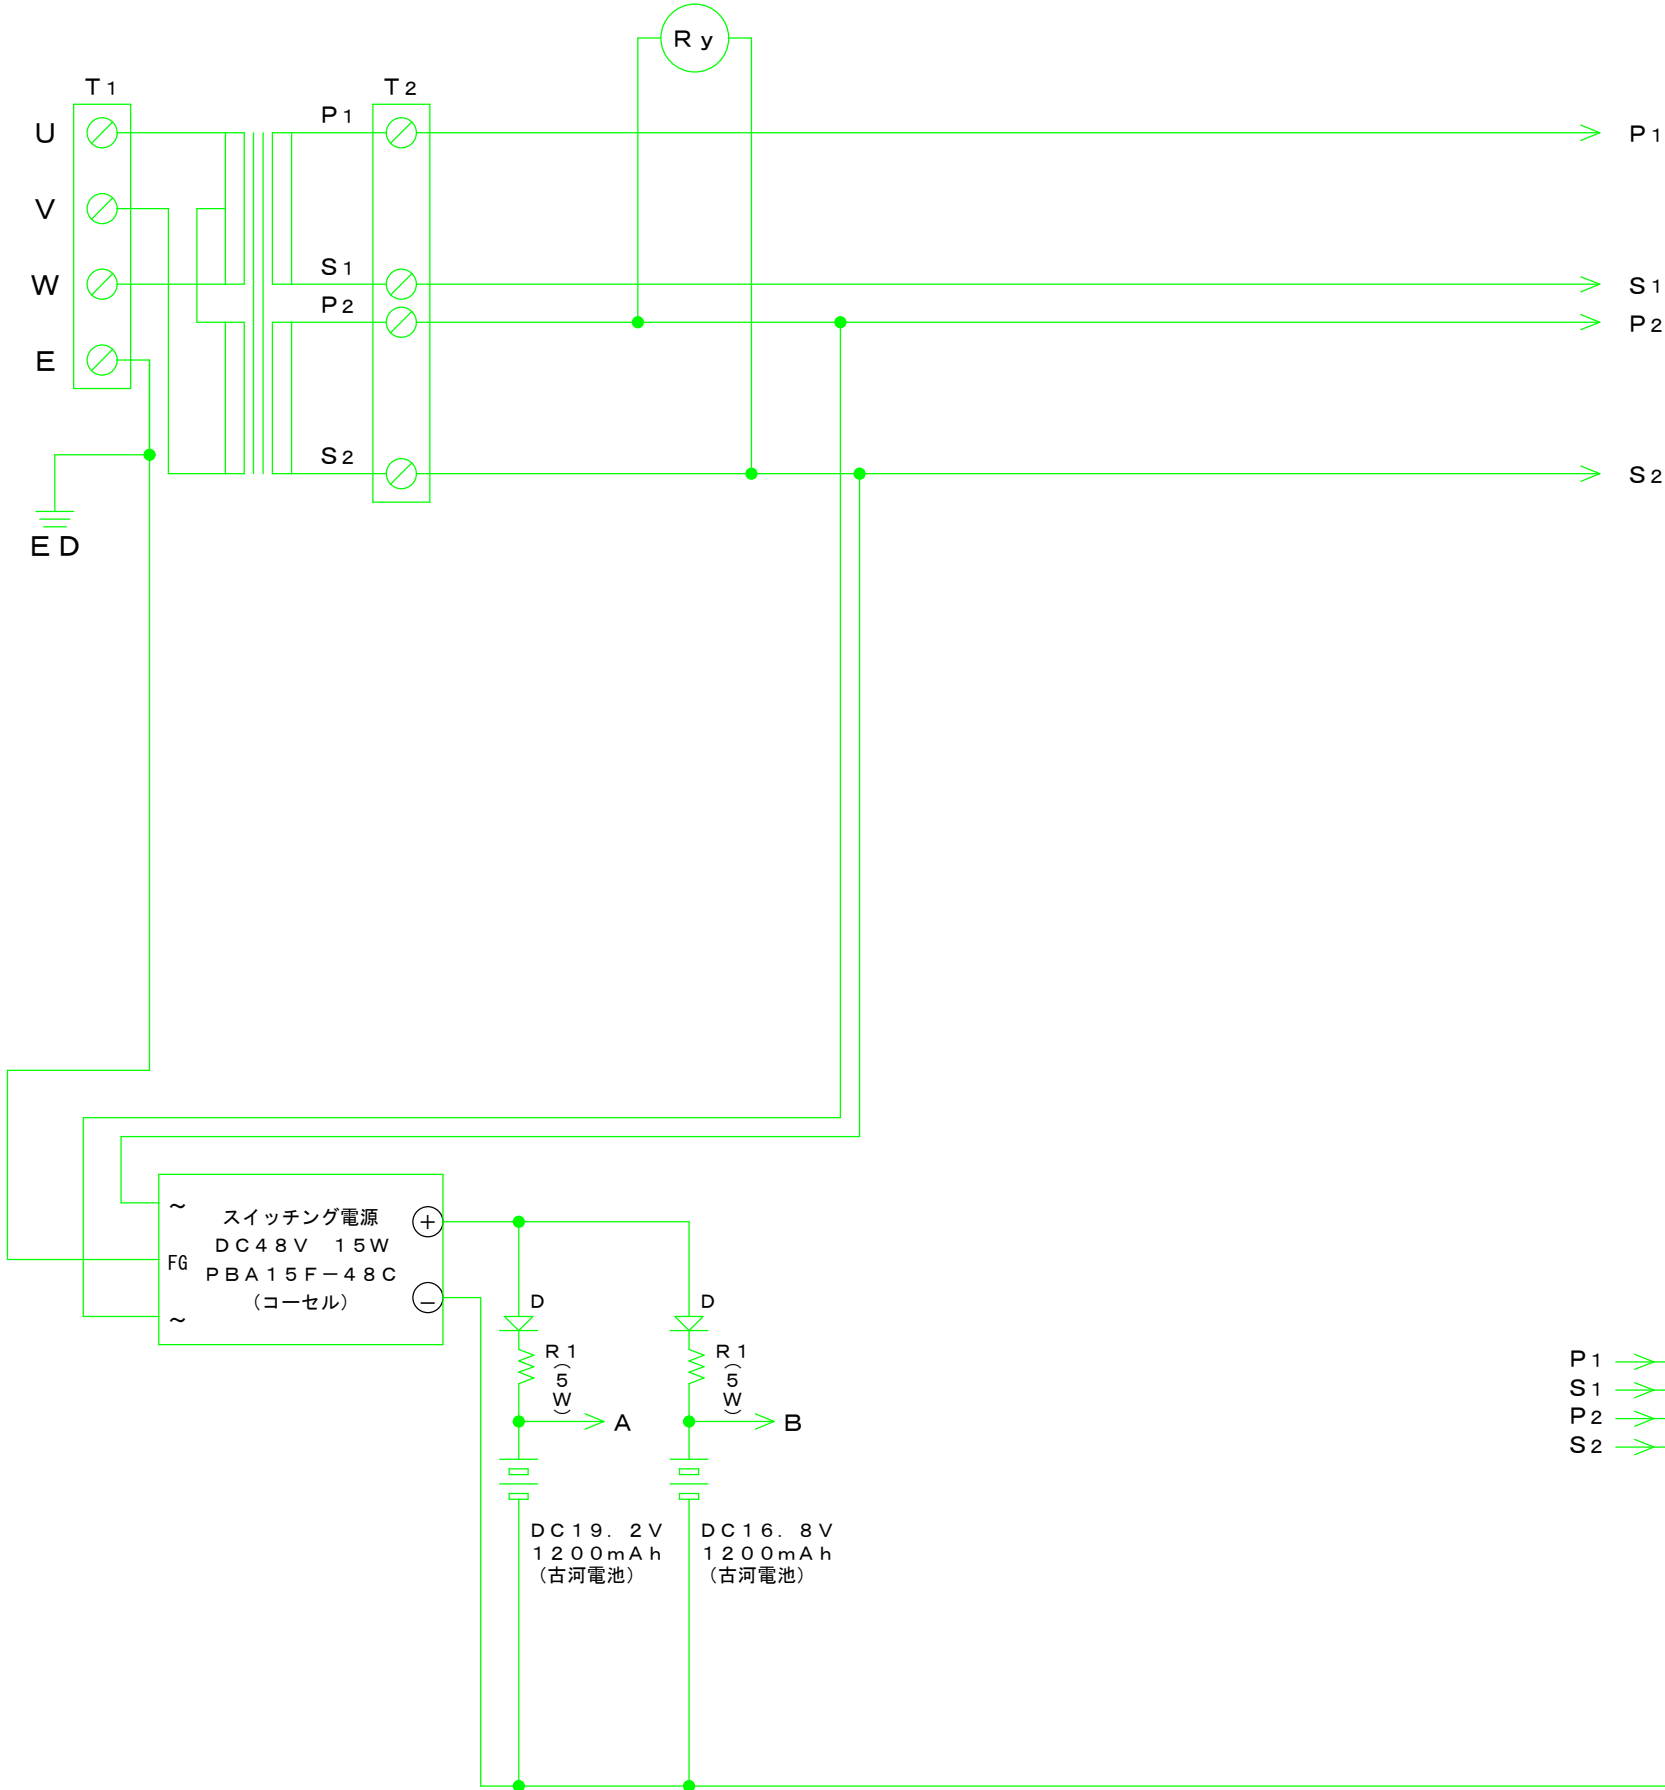 Ry
T1
T2
U
P1
P1
V
W
S1
S1
P2
P2
E
S2
S2
ED
~
スイッチング電源
+
DC48V 15W
FG
PBA15F-48C
(コーセル)
−
~
D
D
R1
(5W)
R1
(5W)
A
B
P1
S1
P2
S2
DC19.2V
1200mAh
(古河電池)
DC16.8V
1200mAh
(古河電池)